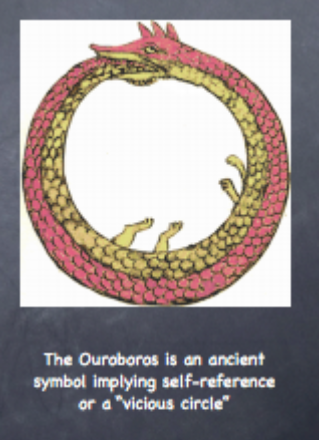 The Ouroboros is an ancient
symbol implying self-reference
or a "vicious circle"